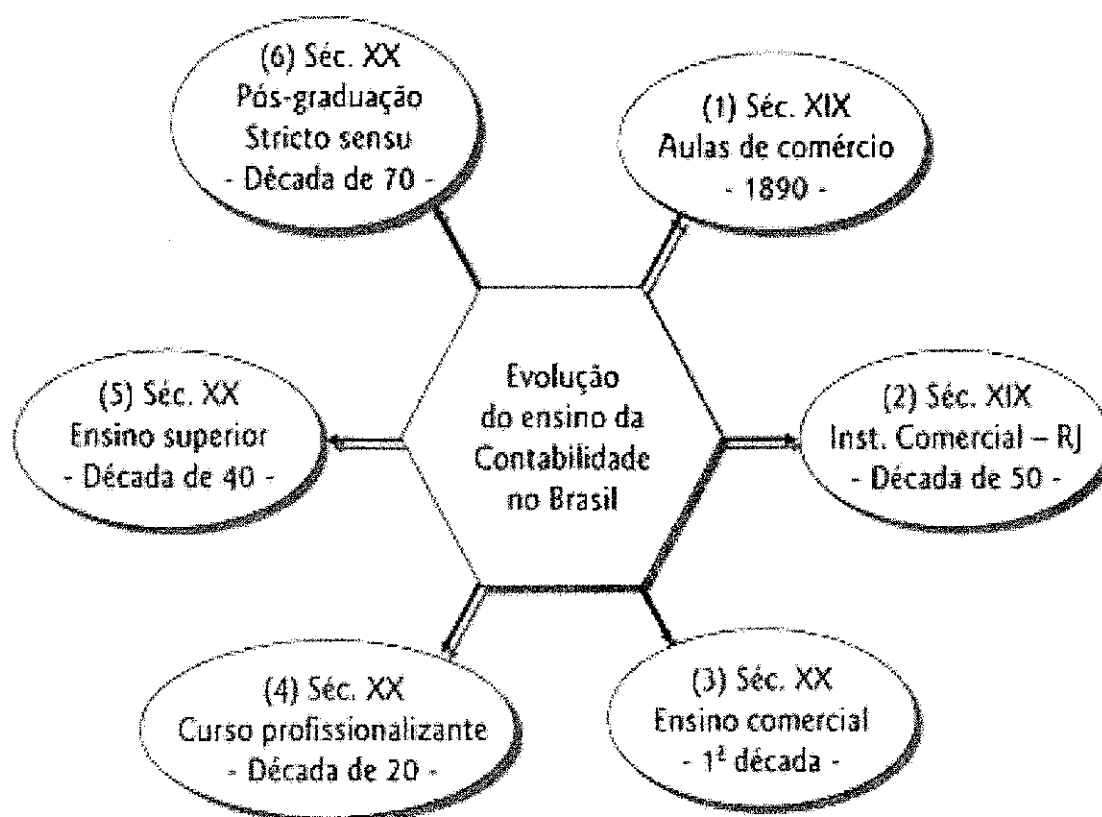 (6) Séc. XX
Pós-graduação
Stricto sensu
- Década de 70 -
(1) Séc. XIX
Aulas de comércio
- 1890 -
Evolução
do ensino da
Contabilidade
no Brasil
(5) Séc. XX
Ensino superior
- Década de 40 -
(2) Séc. XIX
Inst. Comercial – RJ
- Década de 50 -
(4) Séc. XX
Curso profissionalizante
- Década de 20 -
(3) Séc. XX
Ensino comercial
- 1ª década -